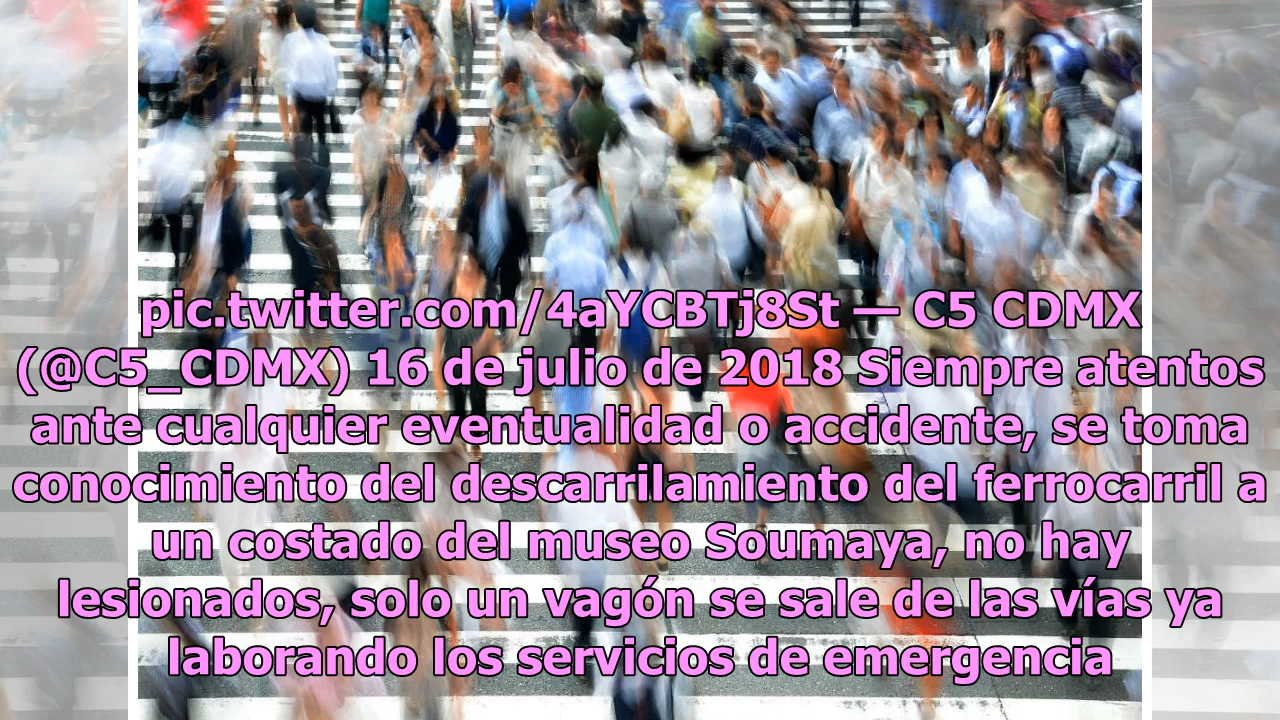 pic.twitter.com/4aYCBTj8St — C5 CDMX
(@C5_CDMX) 16 de julio de 2018 Siempre atentos
ante cualquier eventualidad o accidente, se toma
conocimiento del descarrilamiento del ferrocarril a
un costado del museo Soumaya, no hay
lesionados, solo un vagón se sale de las vías ya
laborando los servicios de emergencia